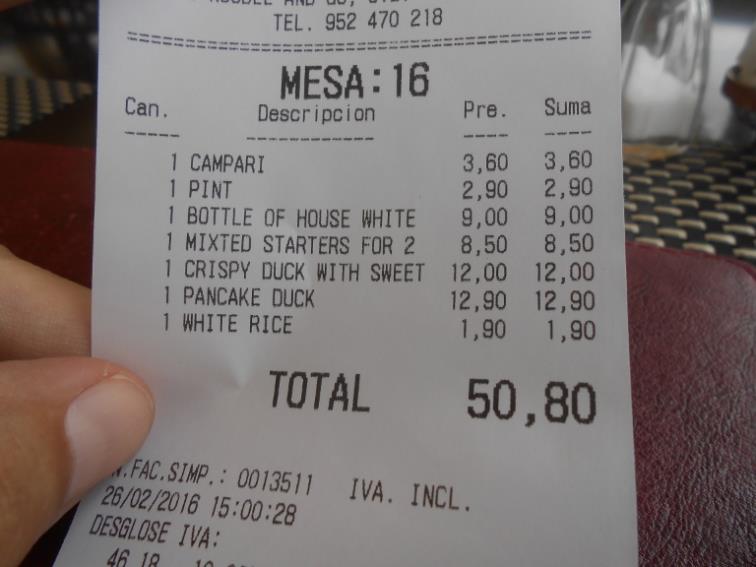 TEL. 952 470 218
MESA:16
Can. Descripcion Pre. Suma
1 CAMPARI 3,60 3,60
1 PINT 2,90 2,90
1 BOTTLE OF HOUSE WHITE 9,00 9,00
1 MIXTED STARTERS FOR 2 8,50 8,50
1 CRISPY DUCK WITH SWEET 12,00 12,00
1 PANCAKE DUCK 12,90 12,90
1 WHITE RICE 1,90 1,90
TOTAL 50,80
N.FAC.SIMP.: 0013511 IVA. INCL.
26/02/2016 15:00:28
DESGLOSE IVA:
46,18